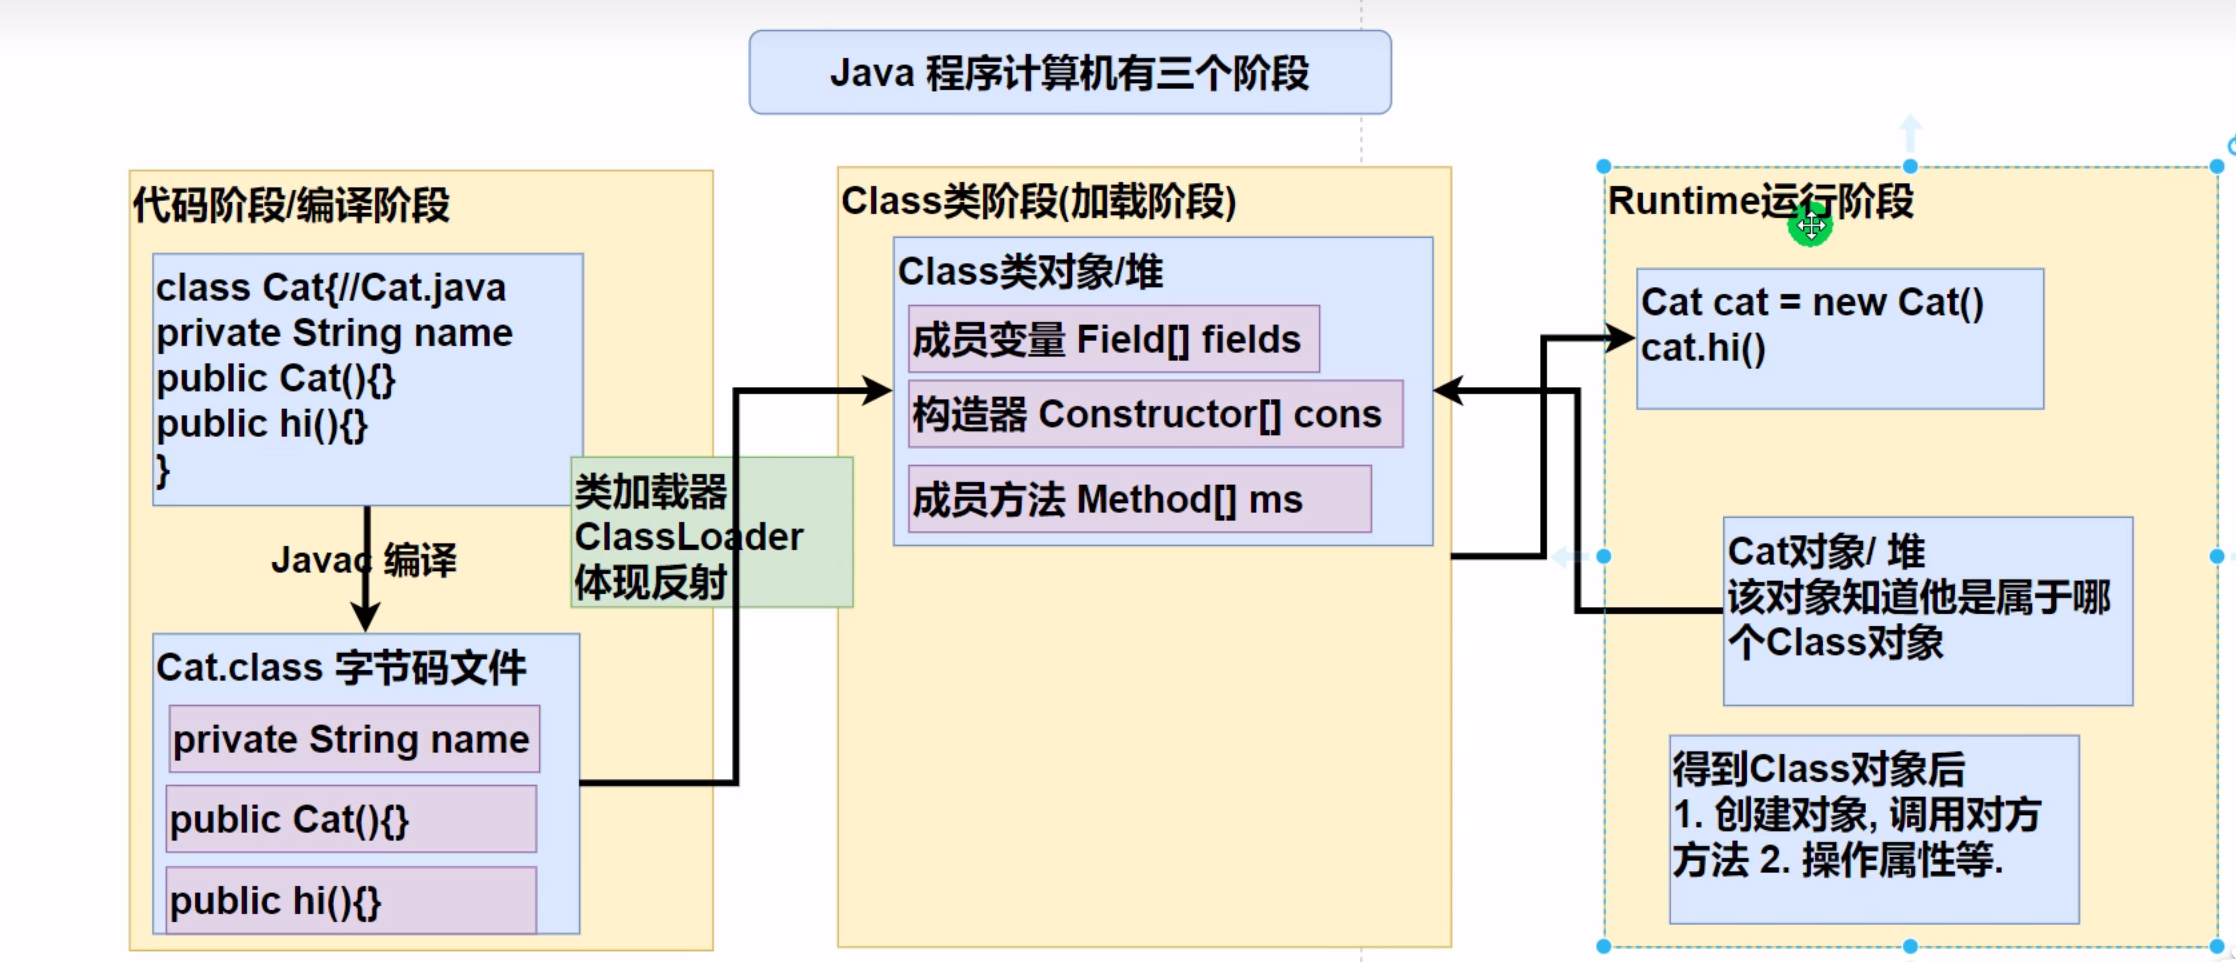 Java 程序计算机有三个阶段
代码阶段/编译阶段
class Cat{//Cat.java
private String name
public Cat(){}
public hi(){}
}
Javac 编译
Cat.class 字节码文件
private String name
public Cat(){}
public hi(){}
类加载器
ClassLoader
体现反射
Class类阶段(加载阶段)
Class类对象/堆
成员变量 Field[] fields
构造器 Constructor[] cons
成员方法 Method[] ms
Runtime运行阶段
Cat cat = new Cat()
cat.hi()
Cat对象/ 堆
该对象知道他是属于哪
个Class对象
得到Class对象后
1. 创建对象, 调用对方
方法 2. 操作属性等.